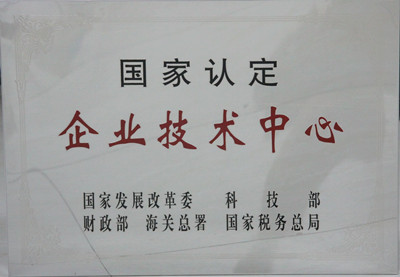 国家认定
企业技术中心
国家发展改革委 科技部
财政部 海关总署 国家税务总局